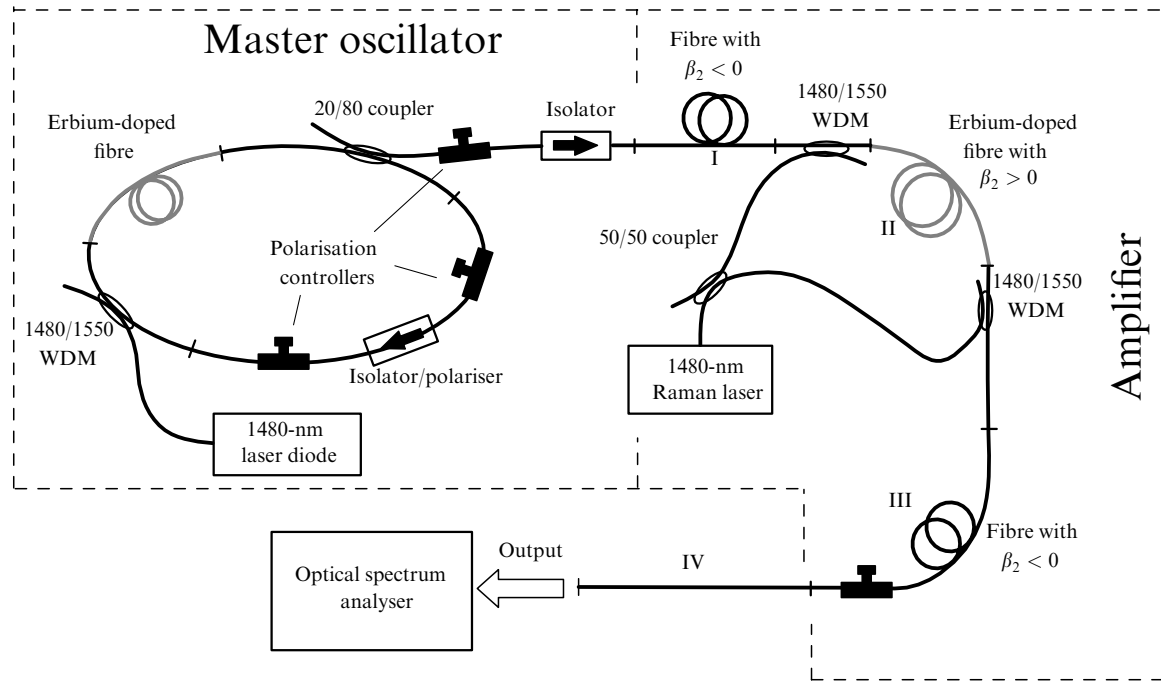 Master oscillator
Fibre with
β₂ < 0
1480/1550
WDM
20/80 coupler
Isolator
Erbium-doped
fibre
I
Erbium-doped
fibre with
β₂ > 0
II
50/50 coupler
Polarisation
controllers
1480/1550
WDM
1480/1550
WDM
Isolator/polariser
1480-nm
Raman laser
Amplifier
1480-nm
laser diode
III
Fibre with
β₂ < 0
Output
IV
Optical spectrum
analyser